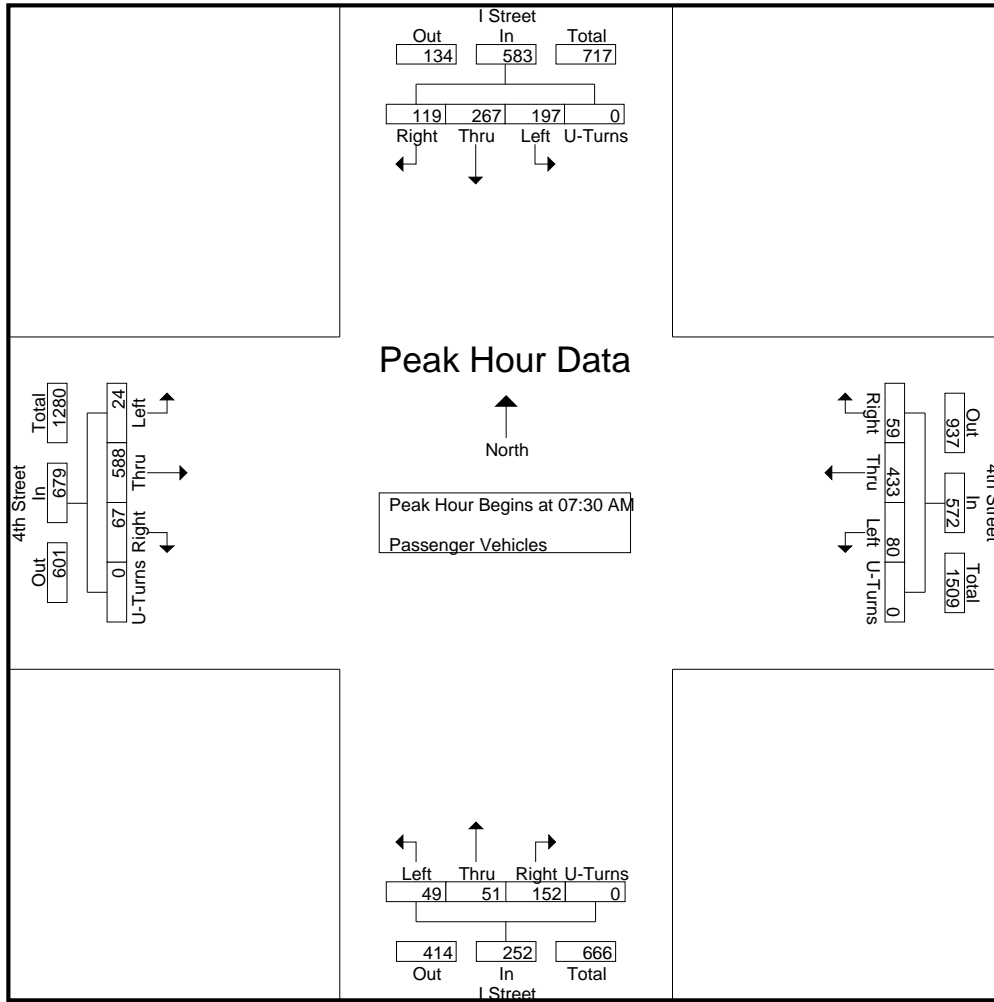 I Street
Out In Total
134 583 717
119 267 197 0
Right Thru Left U-Turns
Peak Hour Data
North
Peak Hour Begins at 07:30 AM
Passenger Vehicles
4th Street
Total In Out
1280 679 601
24 588 67 0
Left Thru Right U-Turns
Right Thru Left U-Turns
59 433 80 0
937 572 1509
Out In Total
4th Street
Left Thru Right U-Turns
49 51 152 0
414 252 666
Out In Total
I Street